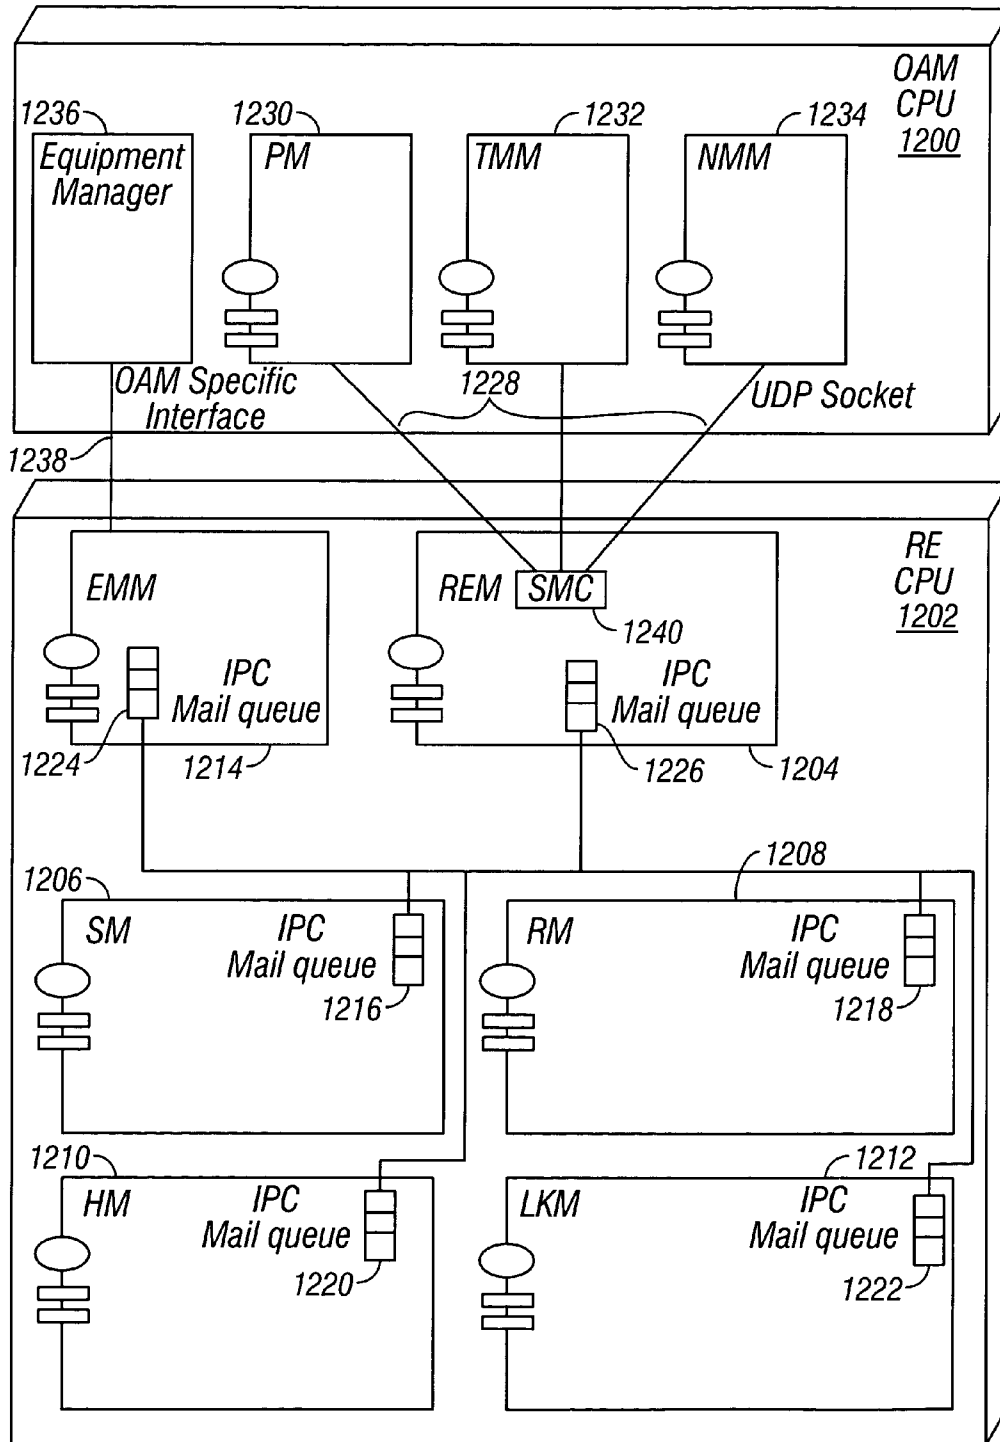 OAM
CPU
1200
1236
1230
1232
1234
Equipment
Manager
PM
TMM
NMM
OAM Specific
Interface
1228
UDP Socket
1238
RE
CPU
1202
EMM
REM
SMC
1240
IPC
Mail queue
IPC
Mail queue
1224
1214
1226
1204
1206
1208
SM
IPC
Mail queue
1216
RM
IPC
Mail queue
1218
1210
1212
HM
IPC
Mail queue
1220
LKM
IPC
Mail queue
1222